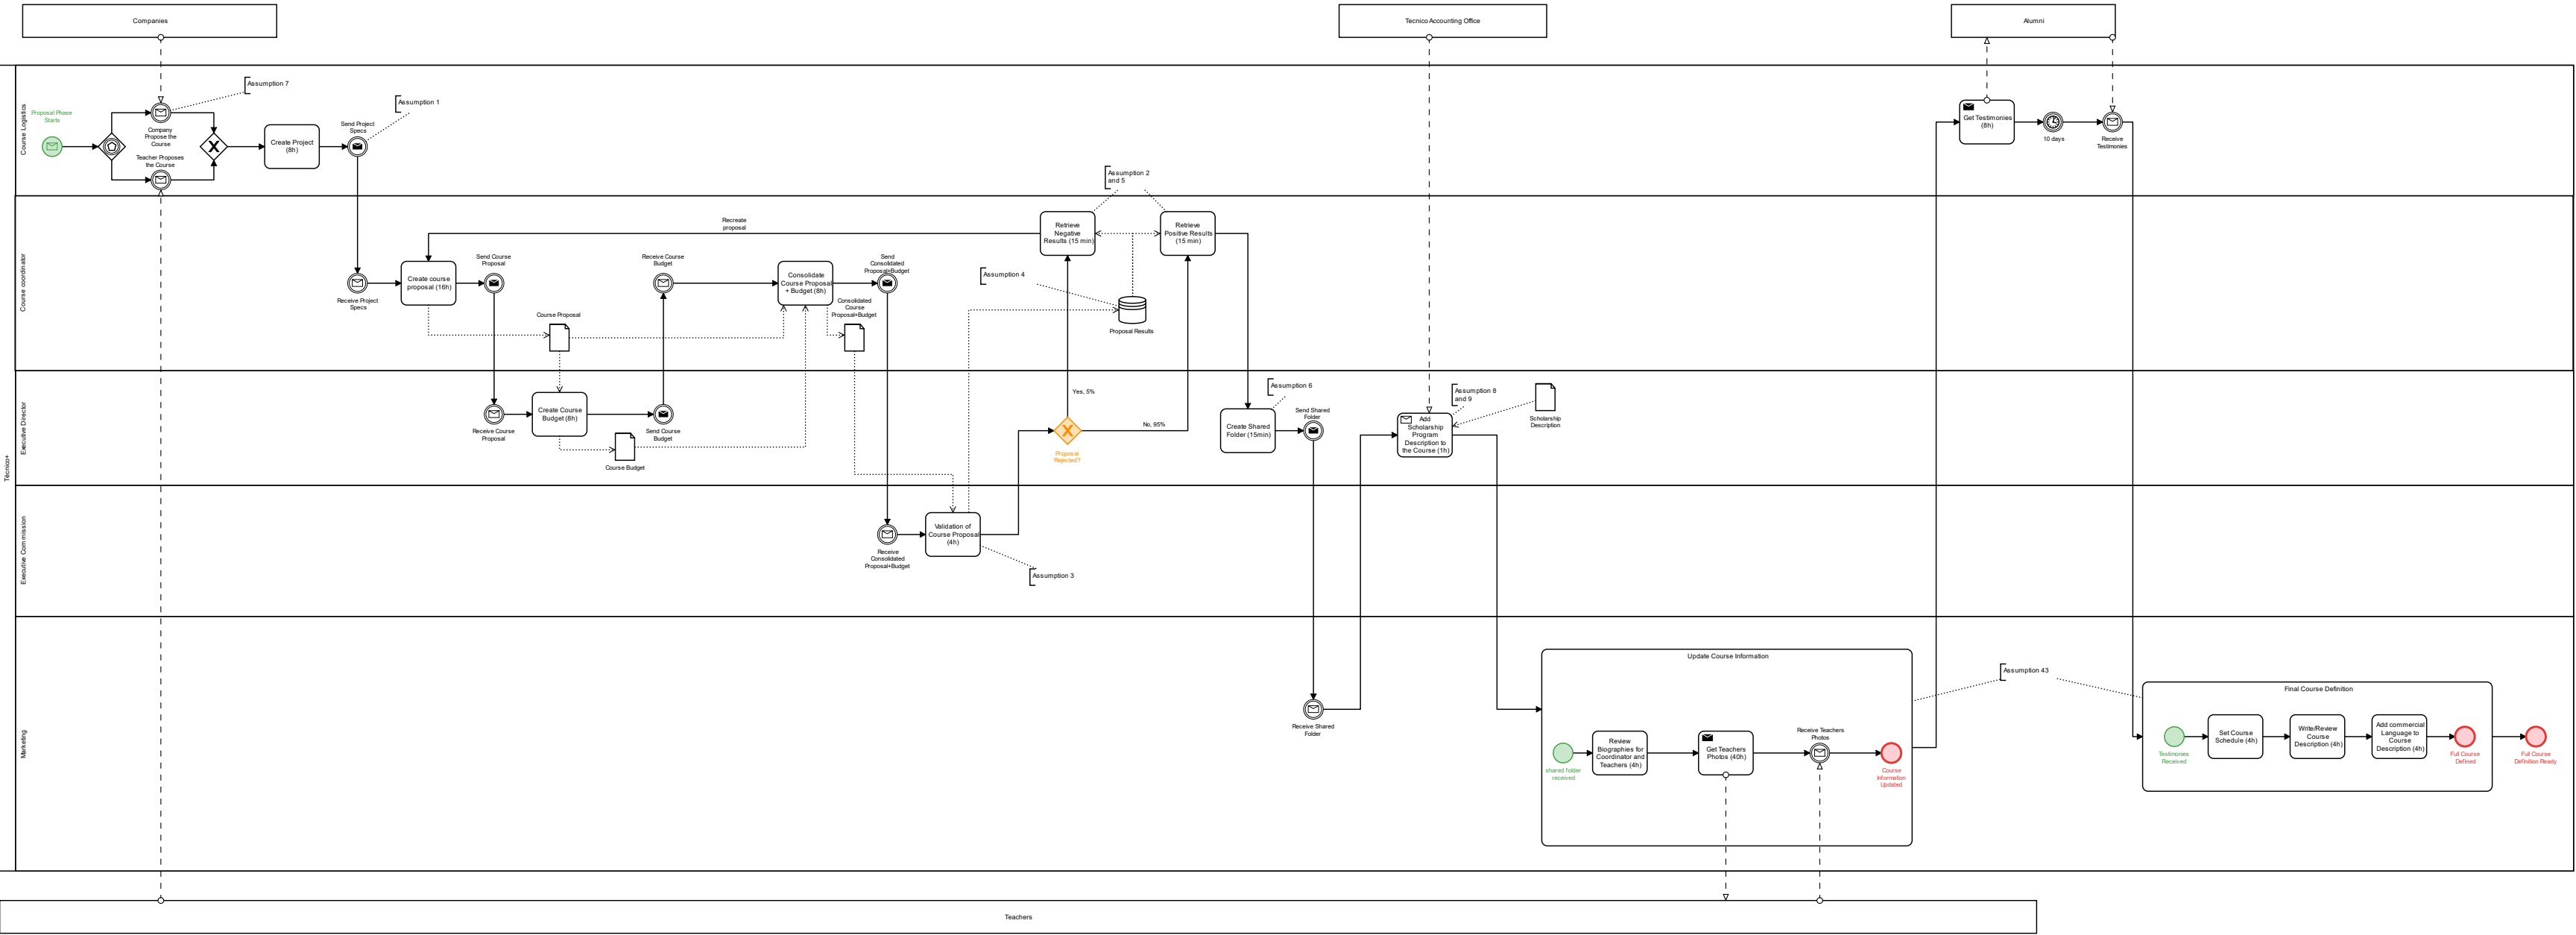 Companies
Tecnico Accounting Office
Alumni
Técnico+
Course Logistics
Proposal Phase
Starts
Company
Propose the
Course
Teacher Proposes
the Course
Assumption 7
Create Project
(8h)
Send Project
Specs
Assumption 1
Get Testimonies
(8h)
10 days
Receive
Testimonies
Course coordinator
Receive Project
Specs
Create course
proposal (16h)
Send Course
Proposal
Course Proposal
Receive Course
Budget
Recreate
proposal
Consolidate
Course Proposal
+ Budget (8h)
Send
Consolidated
Proposal+Budget
Consolidated
Course
Proposal+Budget
Assumption 4
Retrieve
Negative
Results (15 min)
Assumption 2
and 5
Retrieve
Positive Results
(15 min)
Proposal Results
Executive Director
Receive Course
Proposal
Create Course
Budget (8h)
Course Budget
Send Course
Budget
Yes, 5%
No, 95%
Proposal
Rejected?
Create Shared
Folder (15min)
Assumption 6
Send Shared
Folder
Add
Scholarship
Program
Description to
the Course (1h)
Assumption 8
and 9
Scholarship
Description
Executive Commission
Receive
Consolidated
Proposal+Budget
Validation of
Course Proposal
(4h)
Assumption 3
Marketing
Receive Shared
Folder
Update Course Information
shared folder
received
Review
Biographies for
Coordinator and
Teachers (4h)
Get Teachers
Photos (40h)
Receive Teachers
Photos
Course
Information
Updated
Assumption 43
Final Course Definition
Testimonies
Received
Set Course
Schedule (4h)
Write/Review
Course
Description (4h)
Add commercial
Language to
Course
Description (4h)
Full Course
Defined
Full Course
Definition Ready
Teachers